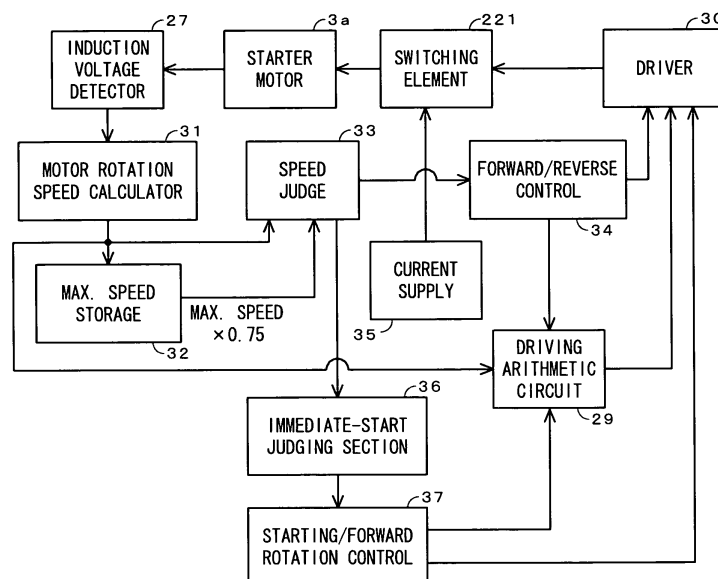 27
INDUCTION
VOLTAGE
DETECTOR
3a
STARTER
MOTOR
221
SWITCHING
ELEMENT
30
DRIVER
31
MOTOR ROTATION
SPEED CALCULATOR
33
SPEED
JUDGE
FORWARD/REVERSE
CONTROL
34
MAX. SPEED
STORAGE
32
MAX. SPEED
×0.75
CURRENT
SUPPLY
35
DRIVING
ARITHMETIC
CIRCUIT
29
36
IMMEDIATE-START
JUDGING SECTION
37
STARTING/FORWARD
ROTATION CONTROL